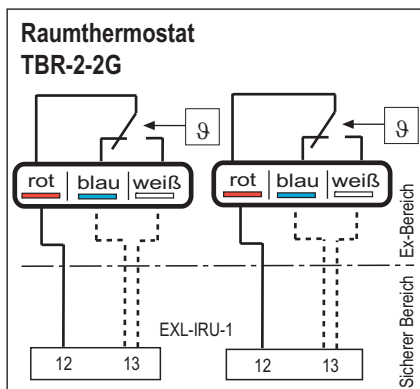 Raumthermostat
TBR-2-2G
ϑ
ϑ
rot blau weiß
rot blau weiß
Ex-Bereich
Sicherer Bereich
EXL-IRU-1
12 13
12 13